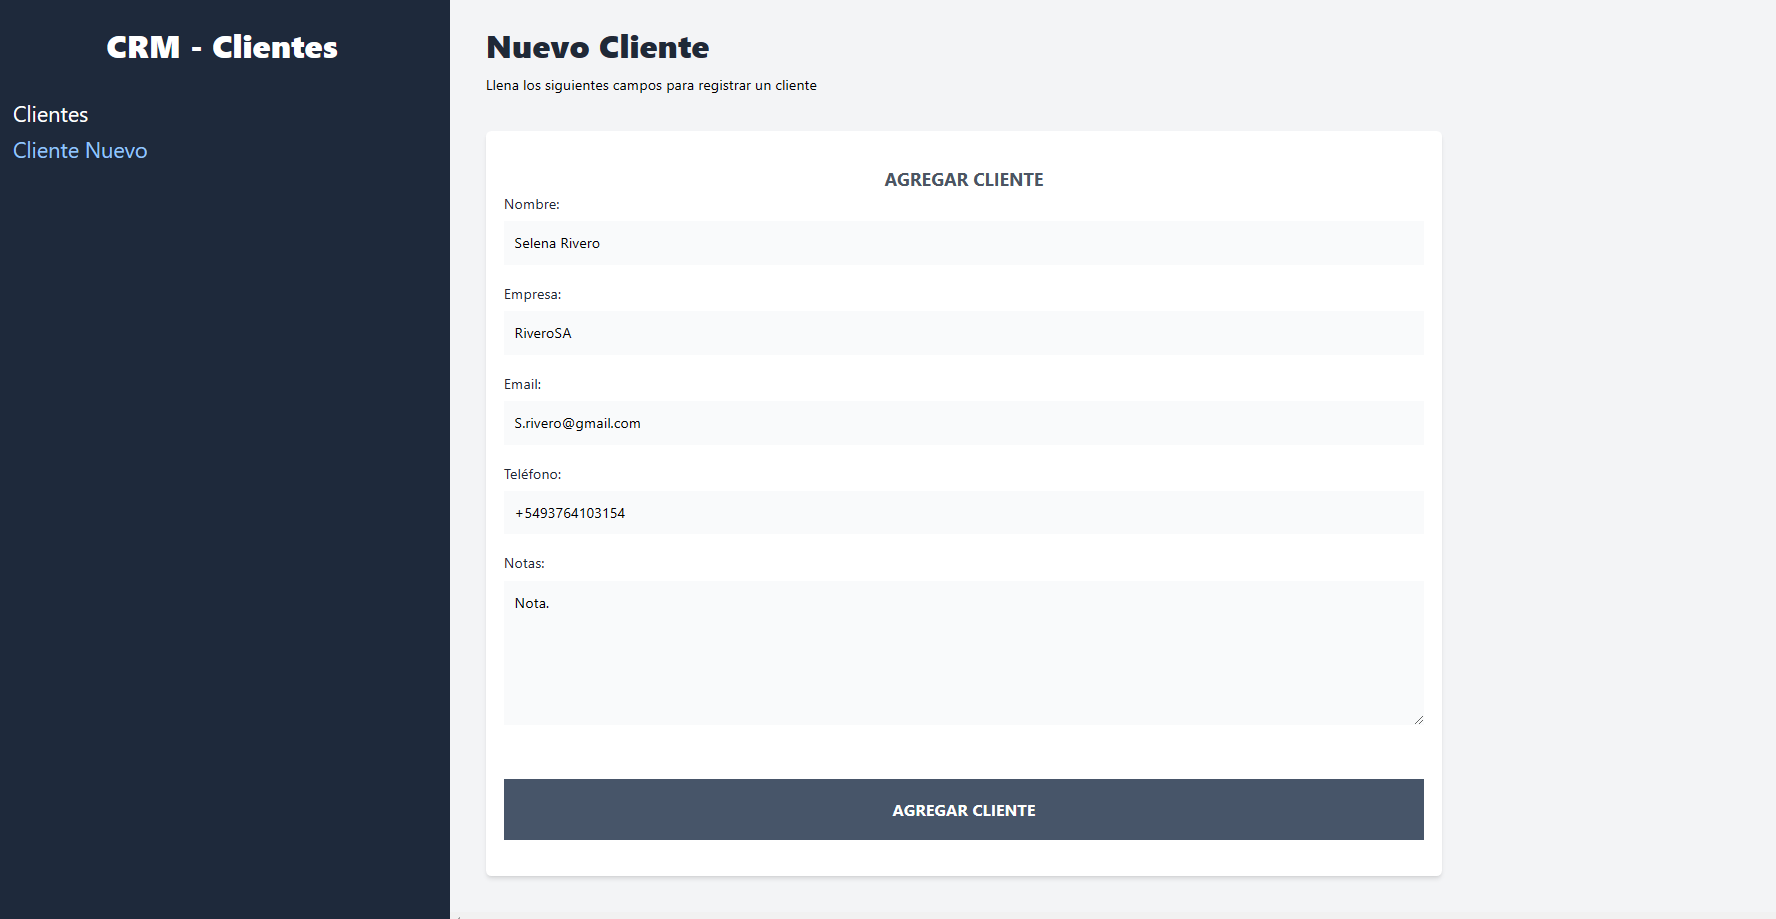 CRM - Clientes
Clientes
Cliente Nuevo
Nuevo Cliente
Llena los siguientes campos para registrar un cliente
AGREGAR CLIENTE
Nombre:
Selena Rivero
Empresa:
RiveroSA
Email:
S.rivero@gmail.com
Teléfono:
+5493764103154
Notas:
Nota.
AGREGAR CLIENTE